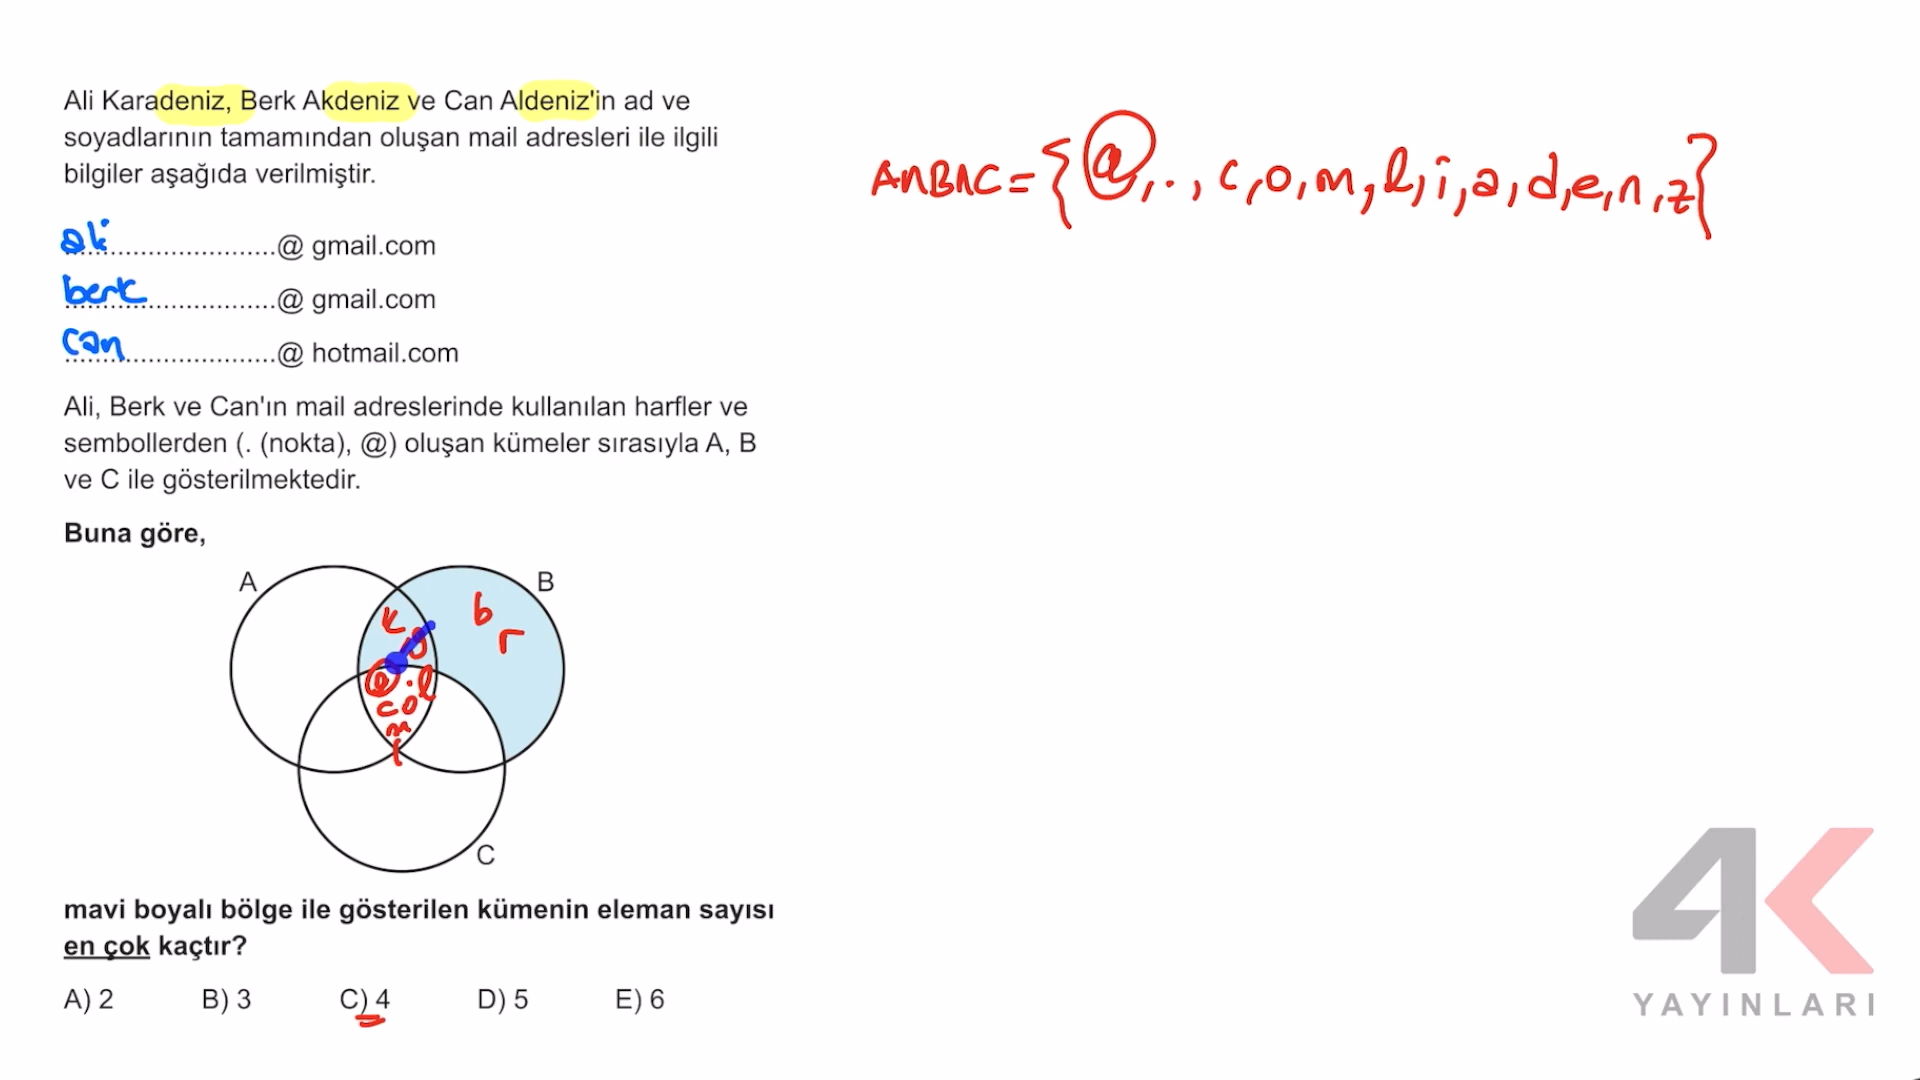 Ali Karadeniz, Berk Akdeniz ve Can Aldeniz'in ad ve
soyadlarının tamamından oluşan mail adresleri ile ilgili
bilgiler aşağıda verilmiştir.
A∩B∩C={@,.,c,o,m,l,i,a,d,e,n,z}
ali............................@ gmail.com
berk............................@ gmail.com
can............................@ hotmail.com
Ali, Berk ve Can'ın mail adreslerinde kullanılan harfler ve
sembollerden (. (nokta), @) oluşan kümeler sırasıyla A, B
ve C ile gösterilmektedir.
Buna göre,
A
B
k
b
r
g
@ . l
c o
m
C
mavi boyalı bölge ile gösterilen kümenin eleman sayısı
en çok kaçtır?
A) 2 B) 3 C) 4 D) 5 E) 6
4K
YAYINLARI